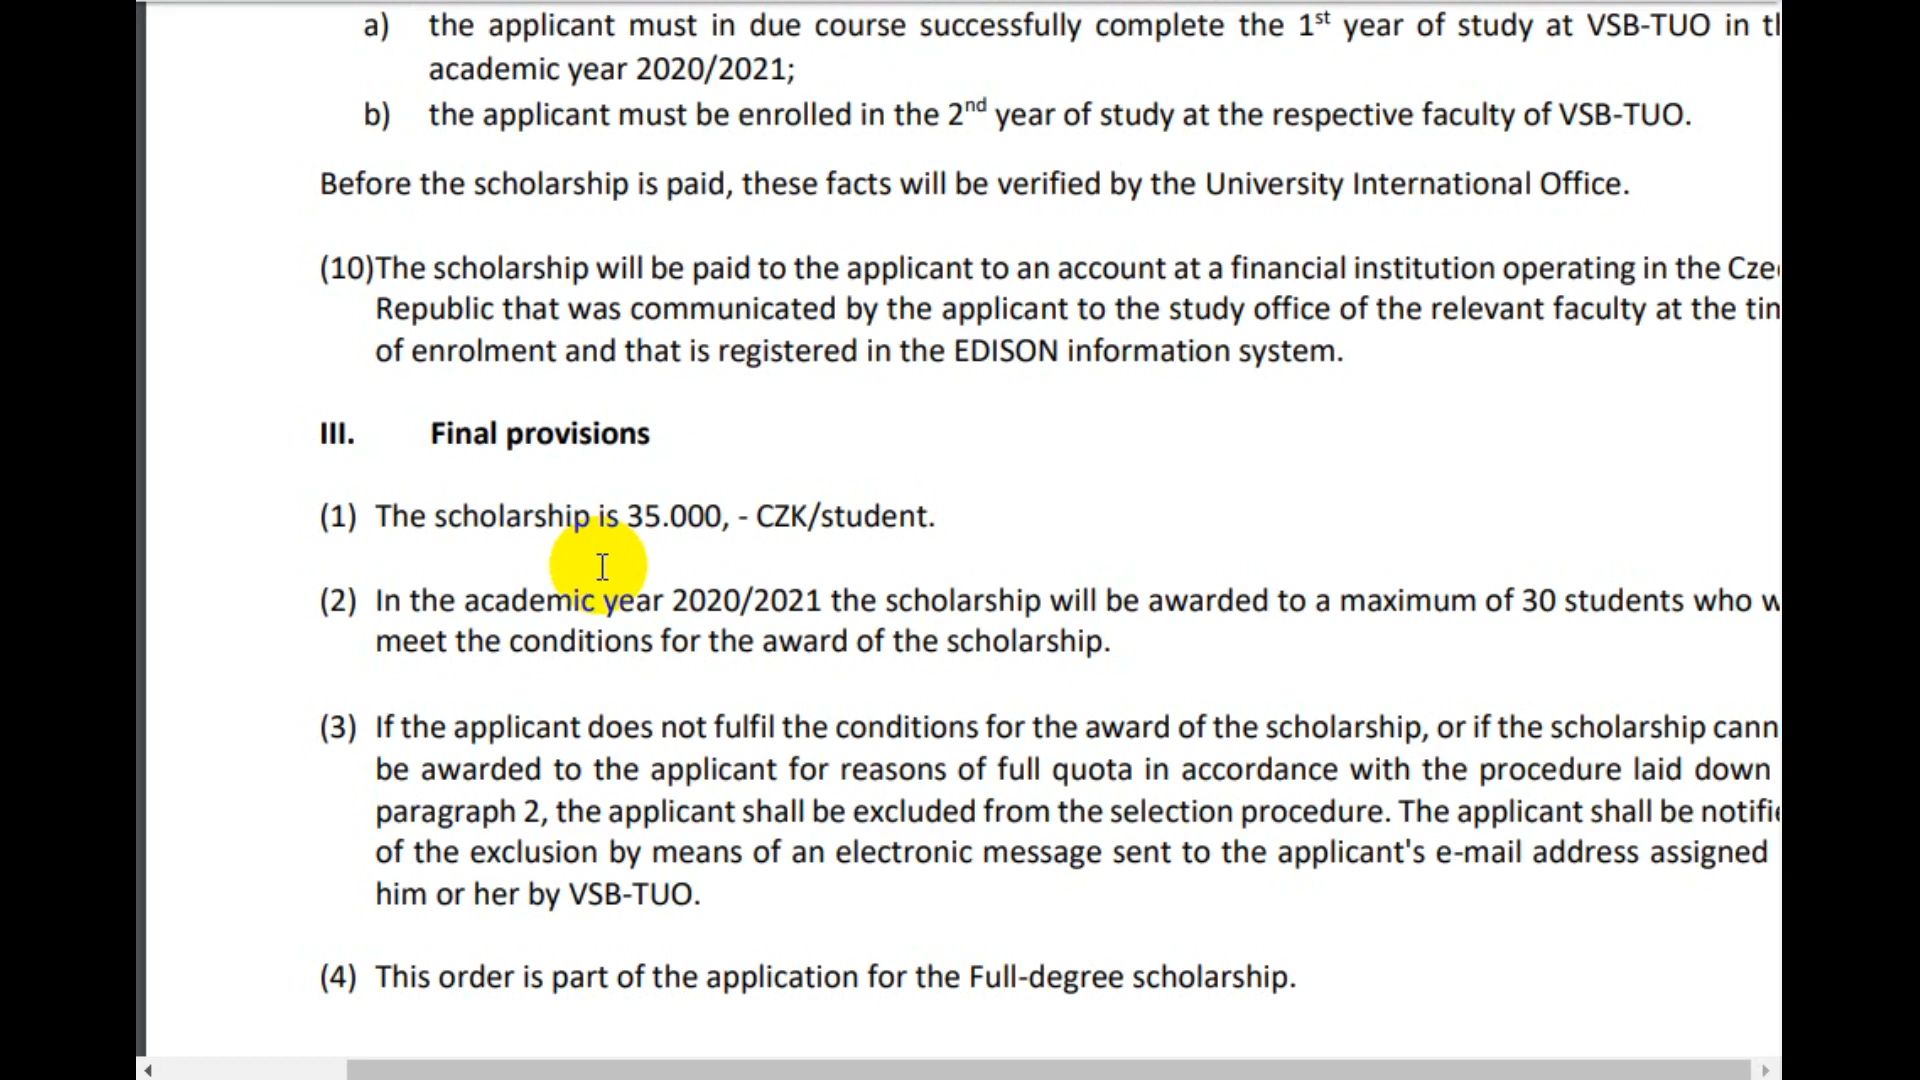 a) the applicant must in due course successfully complete the 1st year of study at VSB-TUO in
academic year 2020/2021;
b) the applicant must be enrolled in the 2nd year of study at the respective faculty of VSB-TUO.
Before the scholarship is paid, these facts will be verified by the University International Office.
(10)The scholarship will be paid to the applicant to an account at a financial institution operating in the
Republic that was communicated by the applicant to the study office of the relevant faculty at the
of enrolment and that is registered in the EDISON information system.
III. Final provisions
(1) The scholarship is 35.000, - CZK/student.
(2) In the academic year 2020/2021 the scholarship will be awarded to a maximum of 30 students who
meet the conditions for the award of the scholarship.
(3) If the applicant does not fulfil the conditions for the award of the scholarship, or if the scholarship
be awarded to the applicant for reasons of full quota in accordance with the procedure laid down
paragraph 2, the applicant shall be excluded from the selection procedure. The applicant shall be
of the exclusion by means of an electronic message sent to the applicant's e-mail address assigned
him or her by VSB-TUO.
(4) This order is part of the application for the Full-degree scholarship.